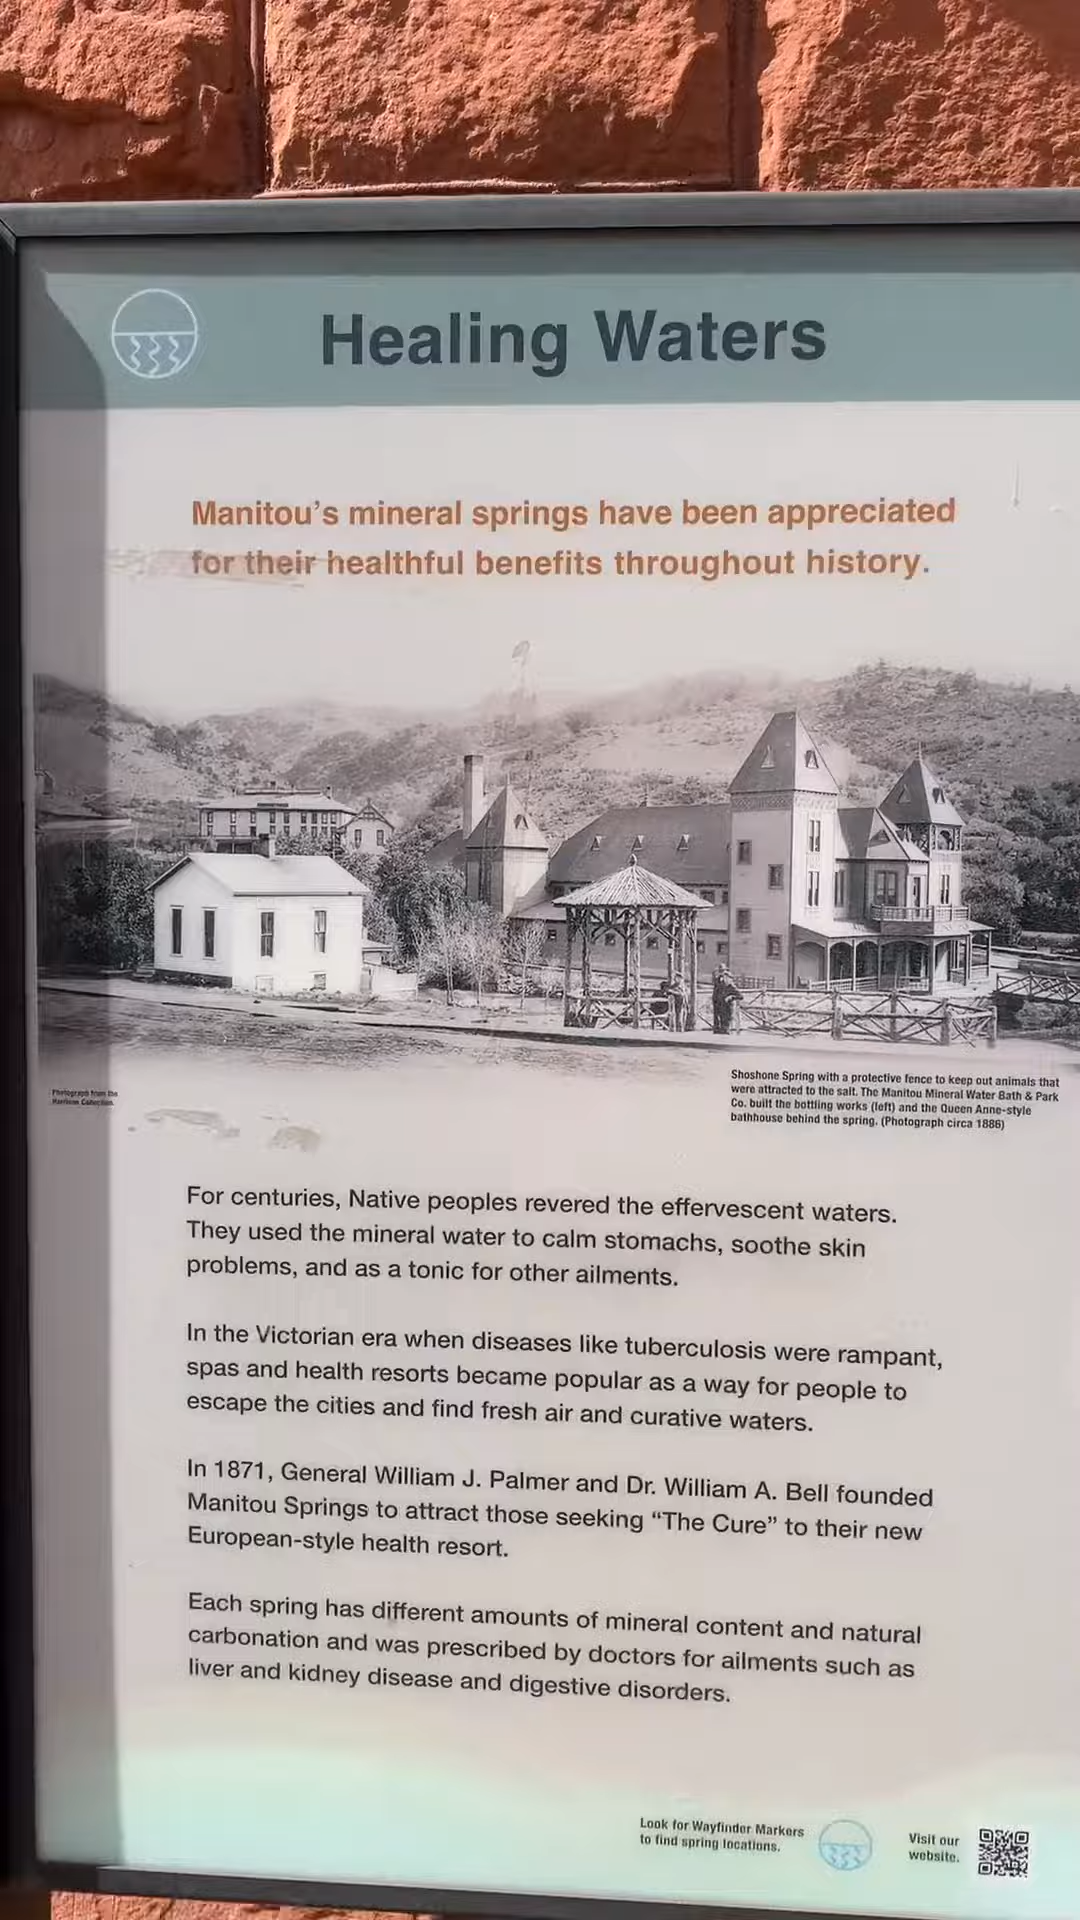 Healing Waters
Manitou's mineral springs have been appreciated
for their healthful benefits throughout history.
Photograph from the
Harrison Collection.
Shoshone Spring with a protective fence to keep out animals that
were attracted to the salt. The Manitou Mineral Water Bath & Park
Co. built the bottling works (left) and the Queen Anne-style
bathhouse behind the spring. (Photograph circa 1886)
For centuries, Native peoples revered the effervescent waters.
They used the mineral water to calm stomachs, soothe skin
problems, and as a tonic for other ailments.
In the Victorian era when diseases like tuberculosis were rampant,
spas and health resorts became popular as a way for people to
escape the cities and find fresh air and curative waters.
In 1871, General William J. Palmer and Dr. William A. Bell founded
Manitou Springs to attract those seeking “The Cure” to their new
European-style health resort.
Each spring has different amounts of mineral content and natural
carbonation and was prescribed by doctors for ailments such as
liver and kidney disease and digestive disorders.
Look for Wayfinder Markers
to find spring locations.
Visit our
website.